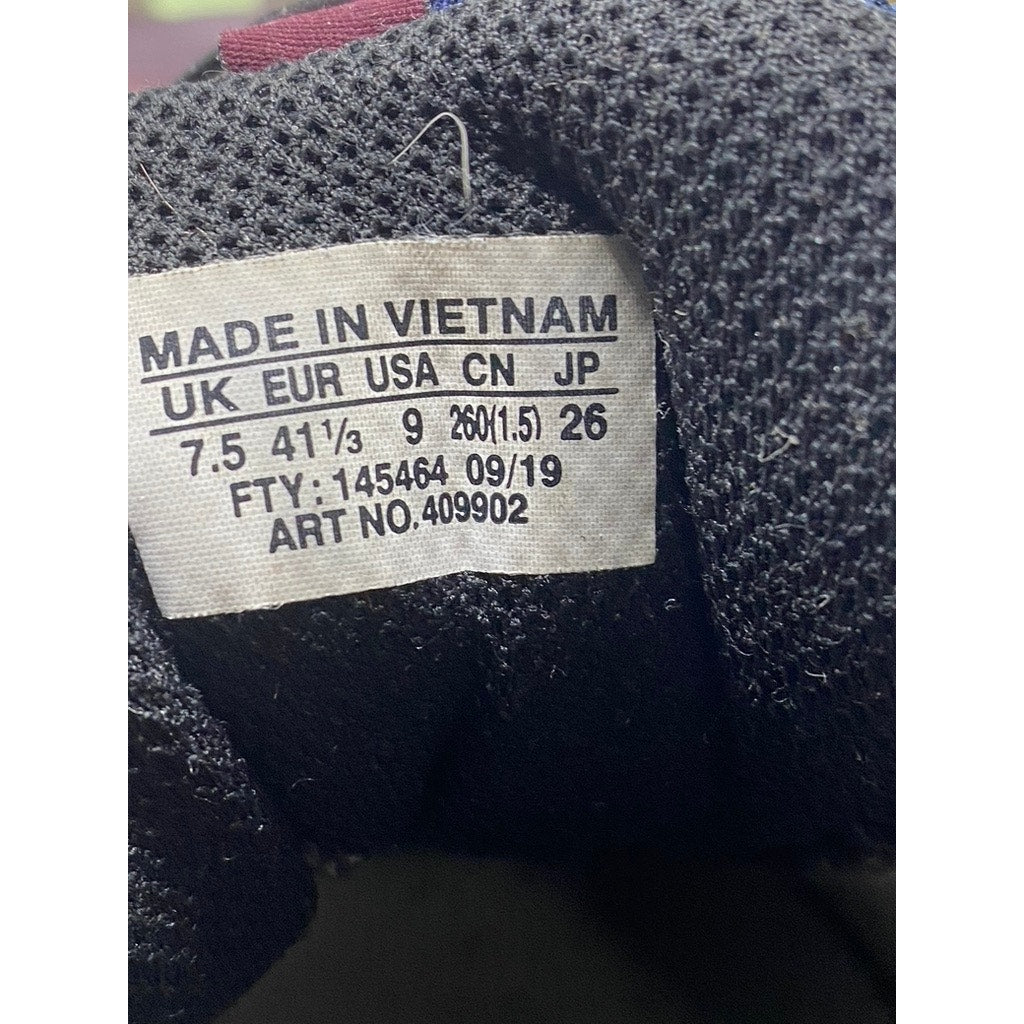 MADE IN VIETNAM
UK EUR USA CN JP
7.5 41⅓ 9 260(1.5) 26
FTY: 145464 09/19
ART NO. 409902